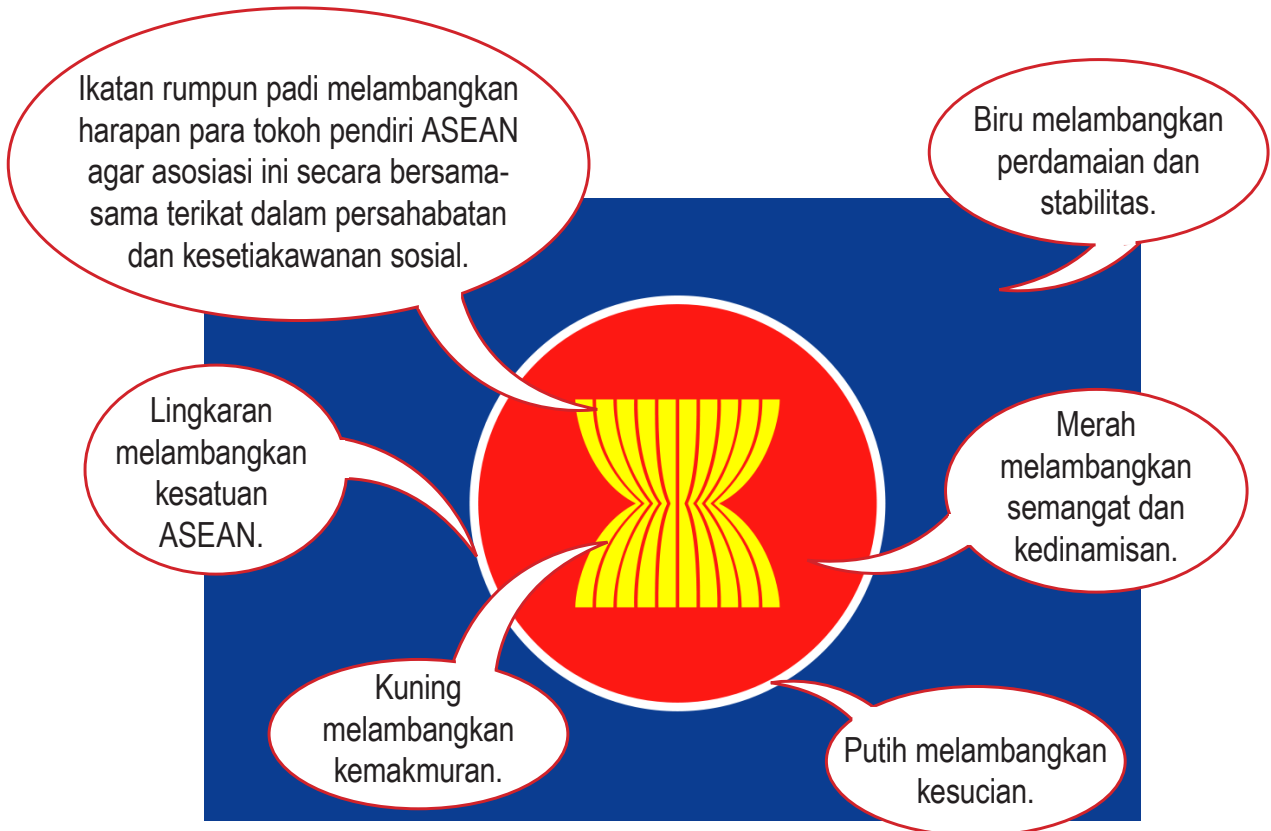 Ikatan rumpun padi melambangkan
harapan para tokoh pendiri ASEAN
agar asosiasi ini secara bersama-
sama terikat dalam persahabatan
dan kesetiakawanan sosial.
Biru melambangkan
perdamaian dan
stabilitas.
Lingkaran
melambangkan
kesatuan
ASEAN.
Merah
melambangkan
semangat dan
kedinamisan.
Kuning
melambangkan
kemakmuran.
Putih melambangkan
kesucian.